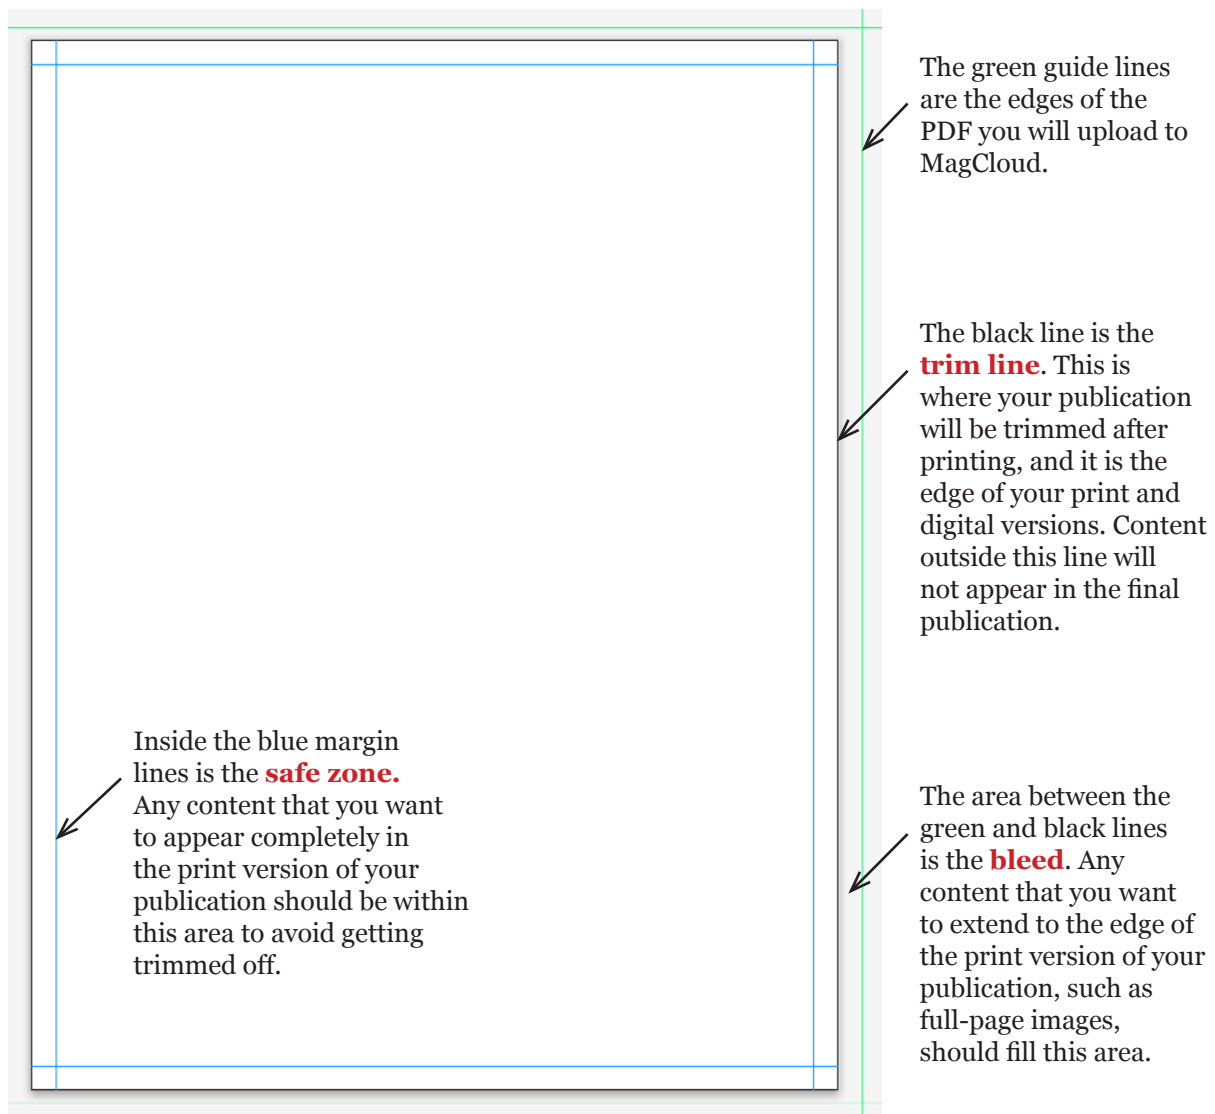 The green guide lines
are the edges of the
PDF you will upload to
MagCloud.
The black line is the
trim line. This is
where your publication
will be trimmed after
printing, and it is the
edge of your print and
digital versions. Content
outside this line will
not appear in the final
publication.
Inside the blue margin
lines is the safe zone.
Any content that you want
to appear completely in
the print version of your
publication should be within
this area to avoid getting
trimmed off.
The area between the
green and black lines
is the bleed. Any
content that you want
to extend to the edge of
the print version of your
publication, such as
full-page images,
should fill this area.